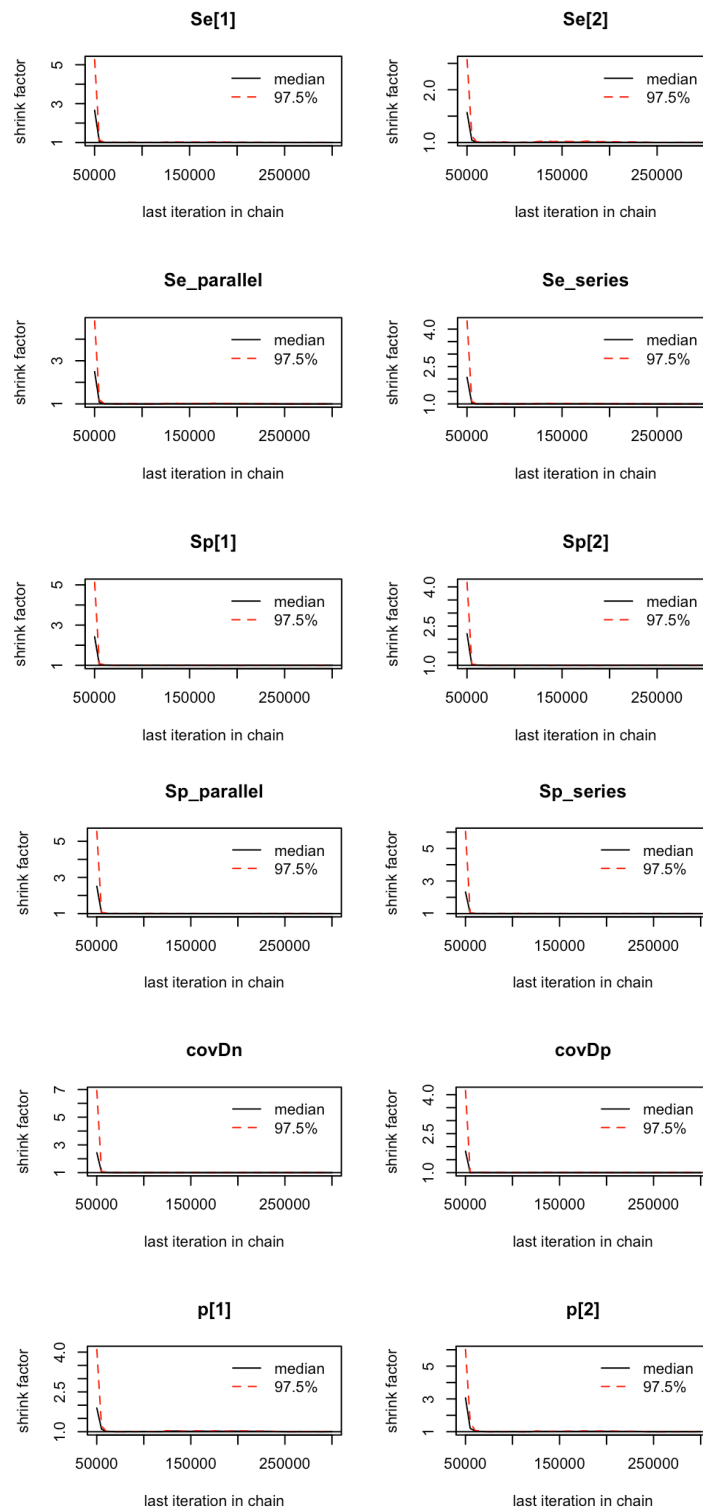 Se[1]
shrink factor
1 3 5
median
97.5%
50000 150000 250000
last iteration in chain
Se[2]
shrink factor
1.0 2.0
median
97.5%
50000 150000 250000
last iteration in chain
Se_parallel
shrink factor
1 3
median
97.5%
50000 150000 250000
last iteration in chain
Se_series
shrink factor
1.0 2.5 4.0
median
97.5%
50000 150000 250000
last iteration in chain
Sp[1]
shrink factor
1 3 5
median
97.5%
50000 150000 250000
last iteration in chain
Sp[2]
shrink factor
1.0 2.5 4.0
median
97.5%
50000 150000 250000
last iteration in chain
Sp_parallel
shrink factor
1 3 5
median
97.5%
50000 150000 250000
last iteration in chain
Sp_series
shrink factor
1 3 5
median
97.5%
50000 150000 250000
last iteration in chain
covDn
shrink factor
1 3 5 7
median
97.5%
50000 150000 250000
last iteration in chain
covDp
shrink factor
1.0 2.5 4.0
median
97.5%
50000 150000 250000
last iteration in chain
p[1]
shrink factor
1.0 2.5 4.0
median
97.5%
50000 150000 250000
last iteration in chain
p[2]
shrink factor
1 3 5
median
97.5%
50000 150000 250000
last iteration in chain